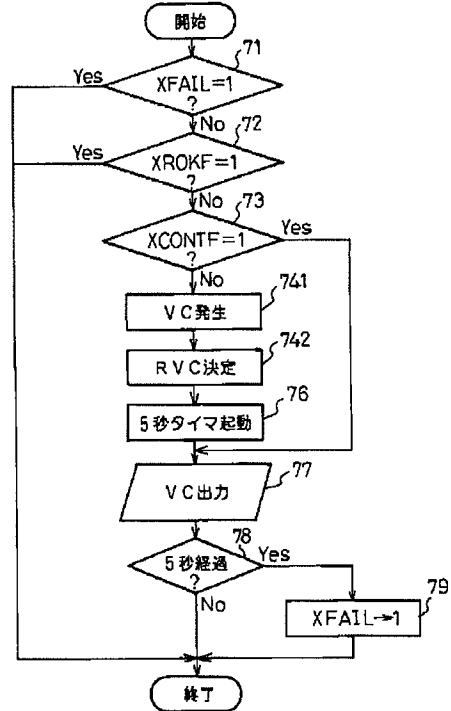 開始
71
XFAIL=1
?
Yes
No
72
XROKF=1
?
Yes
No
73
XCONTF=1
?
Yes
No
741
VC発生
742
RVC決定
76
5秒タイマ起動
77
VC出力
78
5秒経過
?
Yes
No
79
XFAIL→1
終了